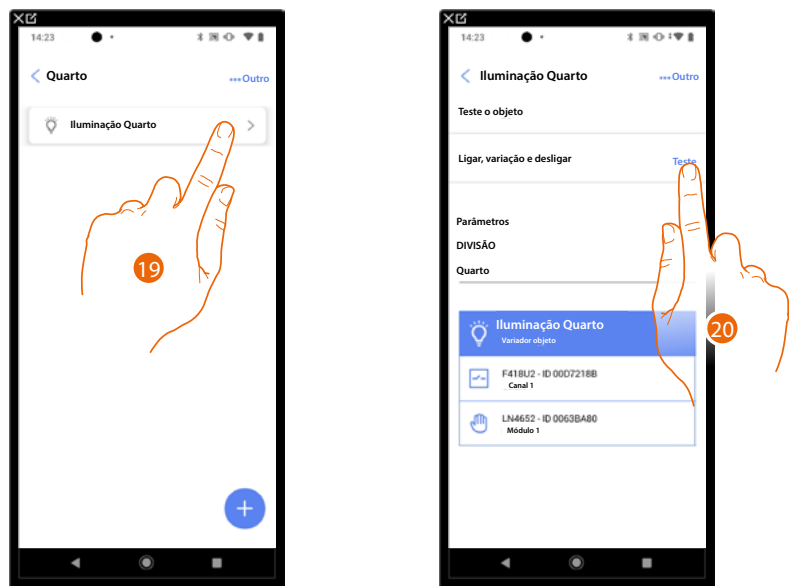 14:23
Quarto
•••Outro
Iluminação Quarto
19
14:23
Iluminação Quarto
•••Outro
Teste o objeto
Ligar, variação e desligar
Teste
Parâmetros
DIVISÃO
Quarto
Iluminação Quarto
Variador objeto
F418U2 - ID 00D7218B
Canal 1
LN4652 - ID 0063BA80
Módulo 1
20